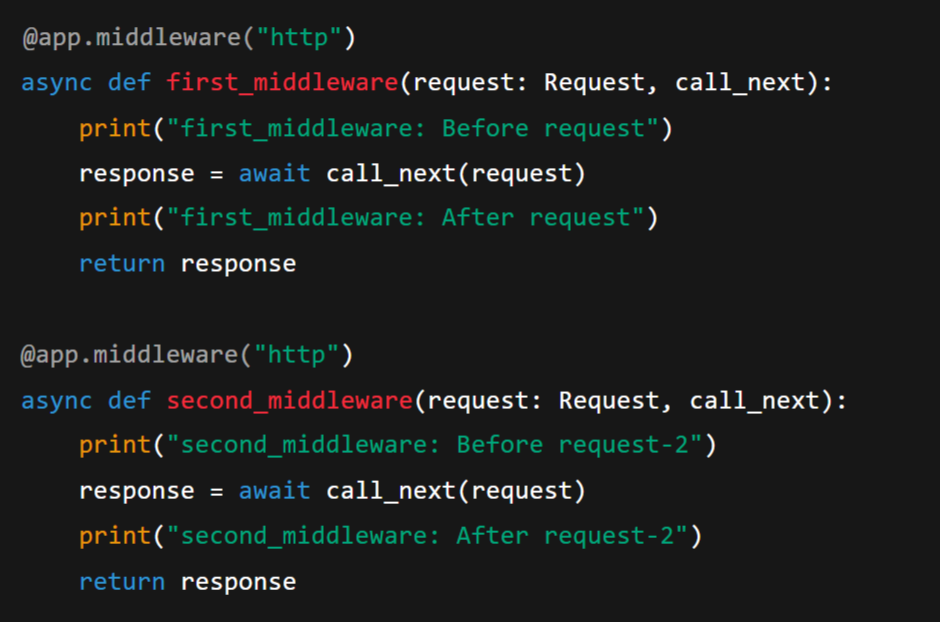 @app.middleware("http")
async def first_middleware(request: Request, call_next):
    print("first_middleware: Before request")
    response = await call_next(request)
    print("first_middleware: After request")
    return response

@app.middleware("http")
async def second_middleware(request: Request, call_next):
    print("second_middleware: Before request-2")
    response = await call_next(request)
    print("second_middleware: After request-2")
    return response